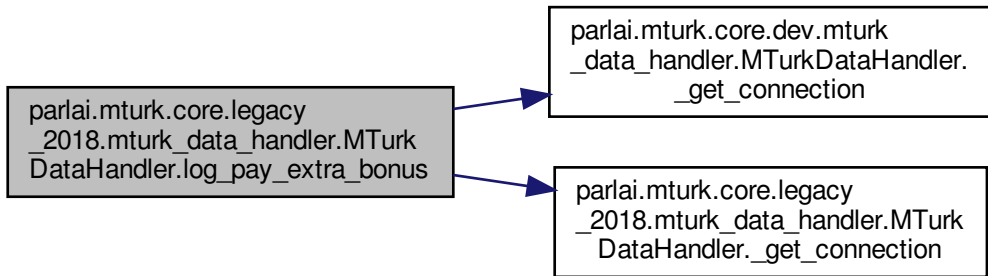 parlai.mturk.core.legacy
_2018.mturk_data_handler.MTurk
DataHandler.log_pay_extra_bonus
parlai.mturk.core.dev.mturk
_data_handler.MTurkDataHandler.
_get_connection
parlai.mturk.core.legacy
_2018.mturk_data_handler.MTurk
DataHandler._get_connection